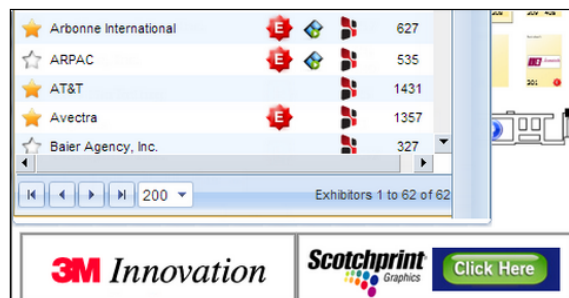 Arbonne International E 627
ARPAC E 535
AT&T 1431
Avectra E 1357
Baier Agency, Inc. 327
200 Exhibitors 1 to 62 of 62
201
3M Innovation
Scotchprint Graphics
Click Here